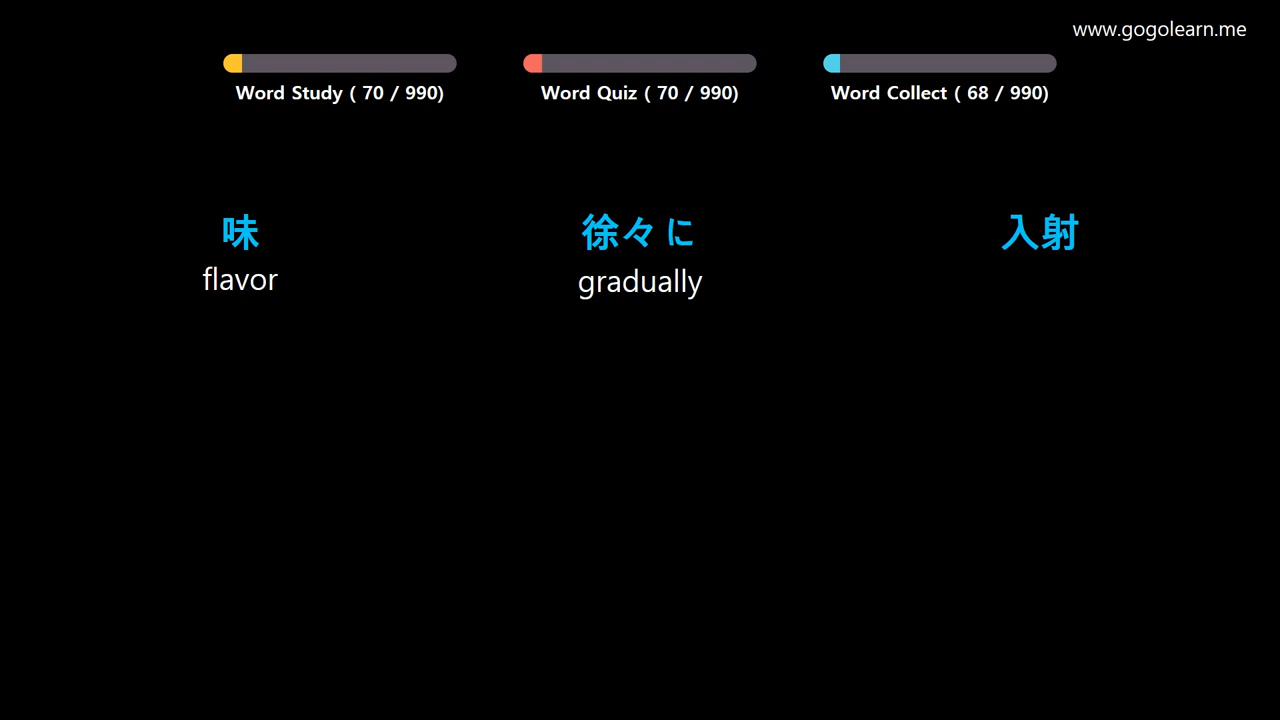 www.gogolearn.me
Word Study ( 70 / 990)
Word Quiz ( 70 / 990)
Word Collect ( 68 / 990)
味
flavor
徐々に
gradually
入射